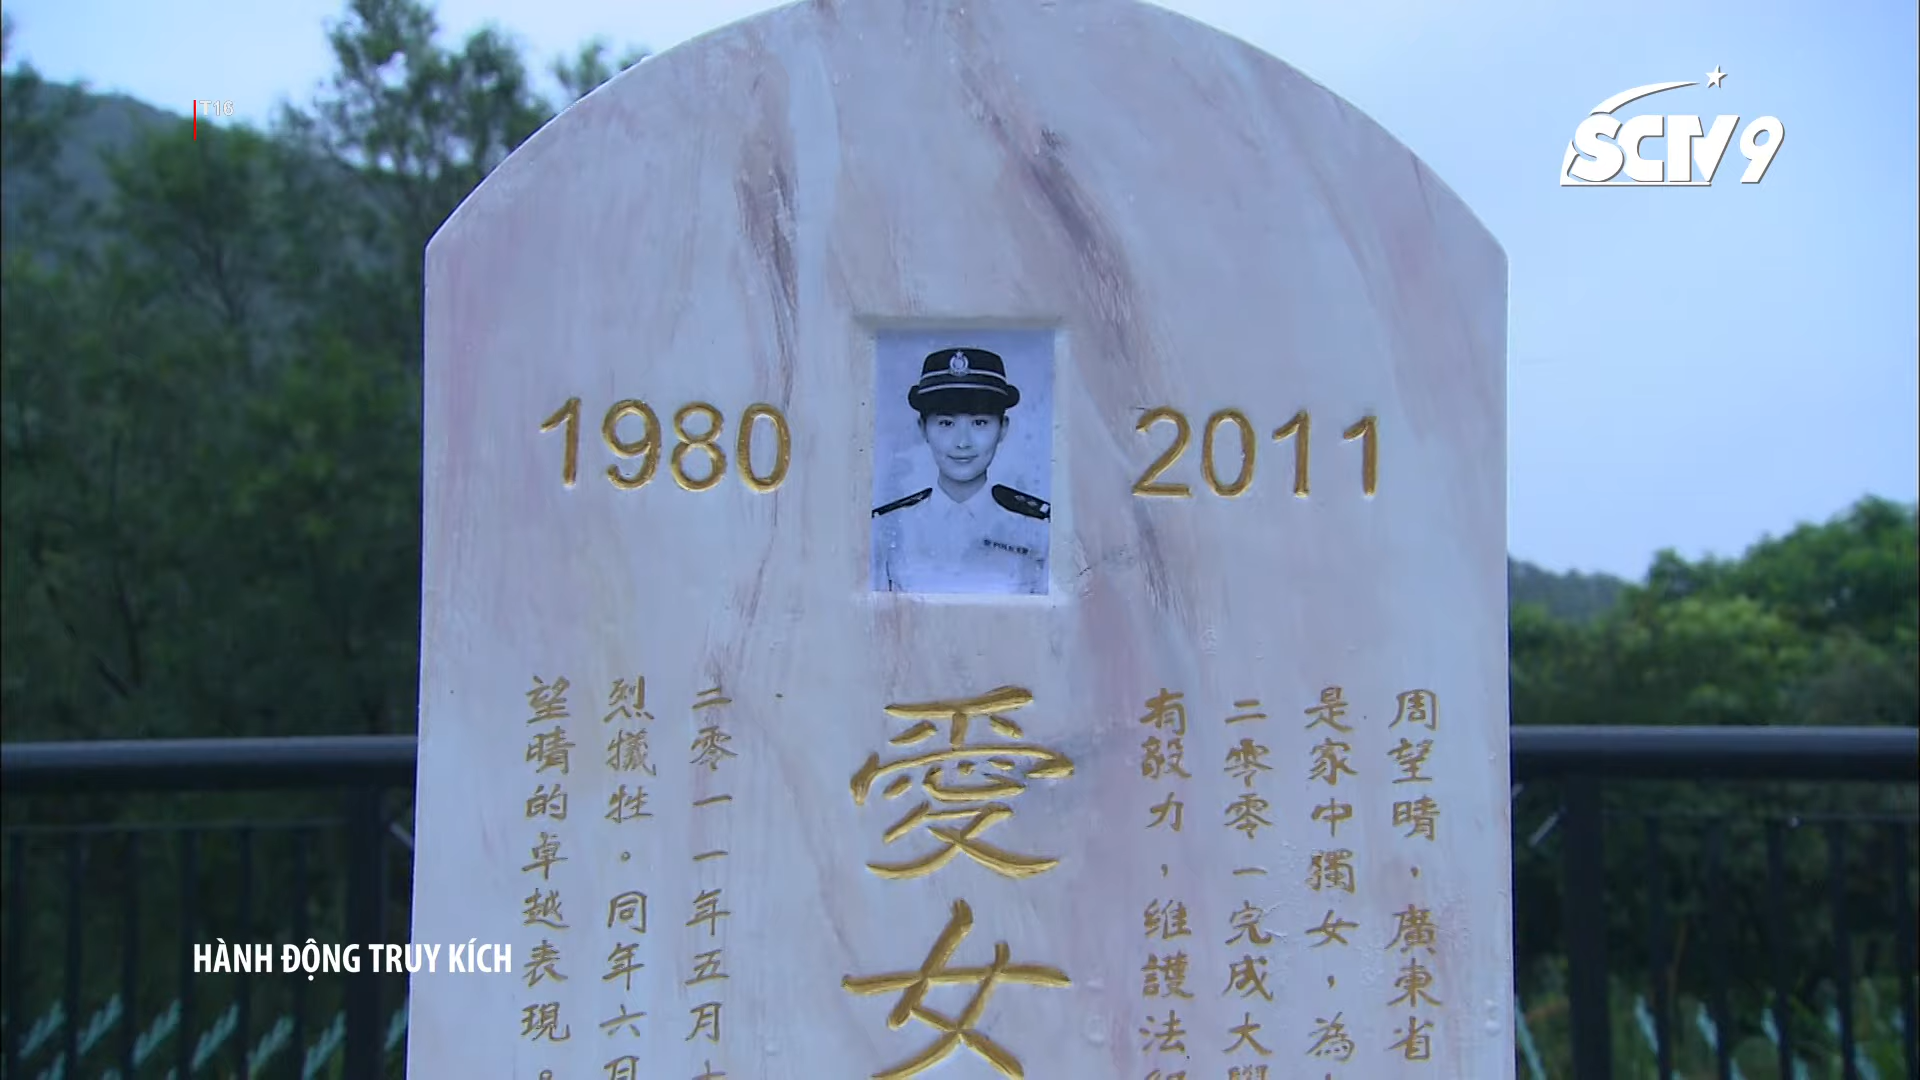 T16
SCTV9
1980
2011
周望晴，廣東省
是家中獨女，為
二零零一完成大
有毅力，維護法
愛女
二零一一年五月
烈犧牲。同年六月
望晴的卓越表現。
POLICE
HÀNH ĐỘNG TRUY KÍCH